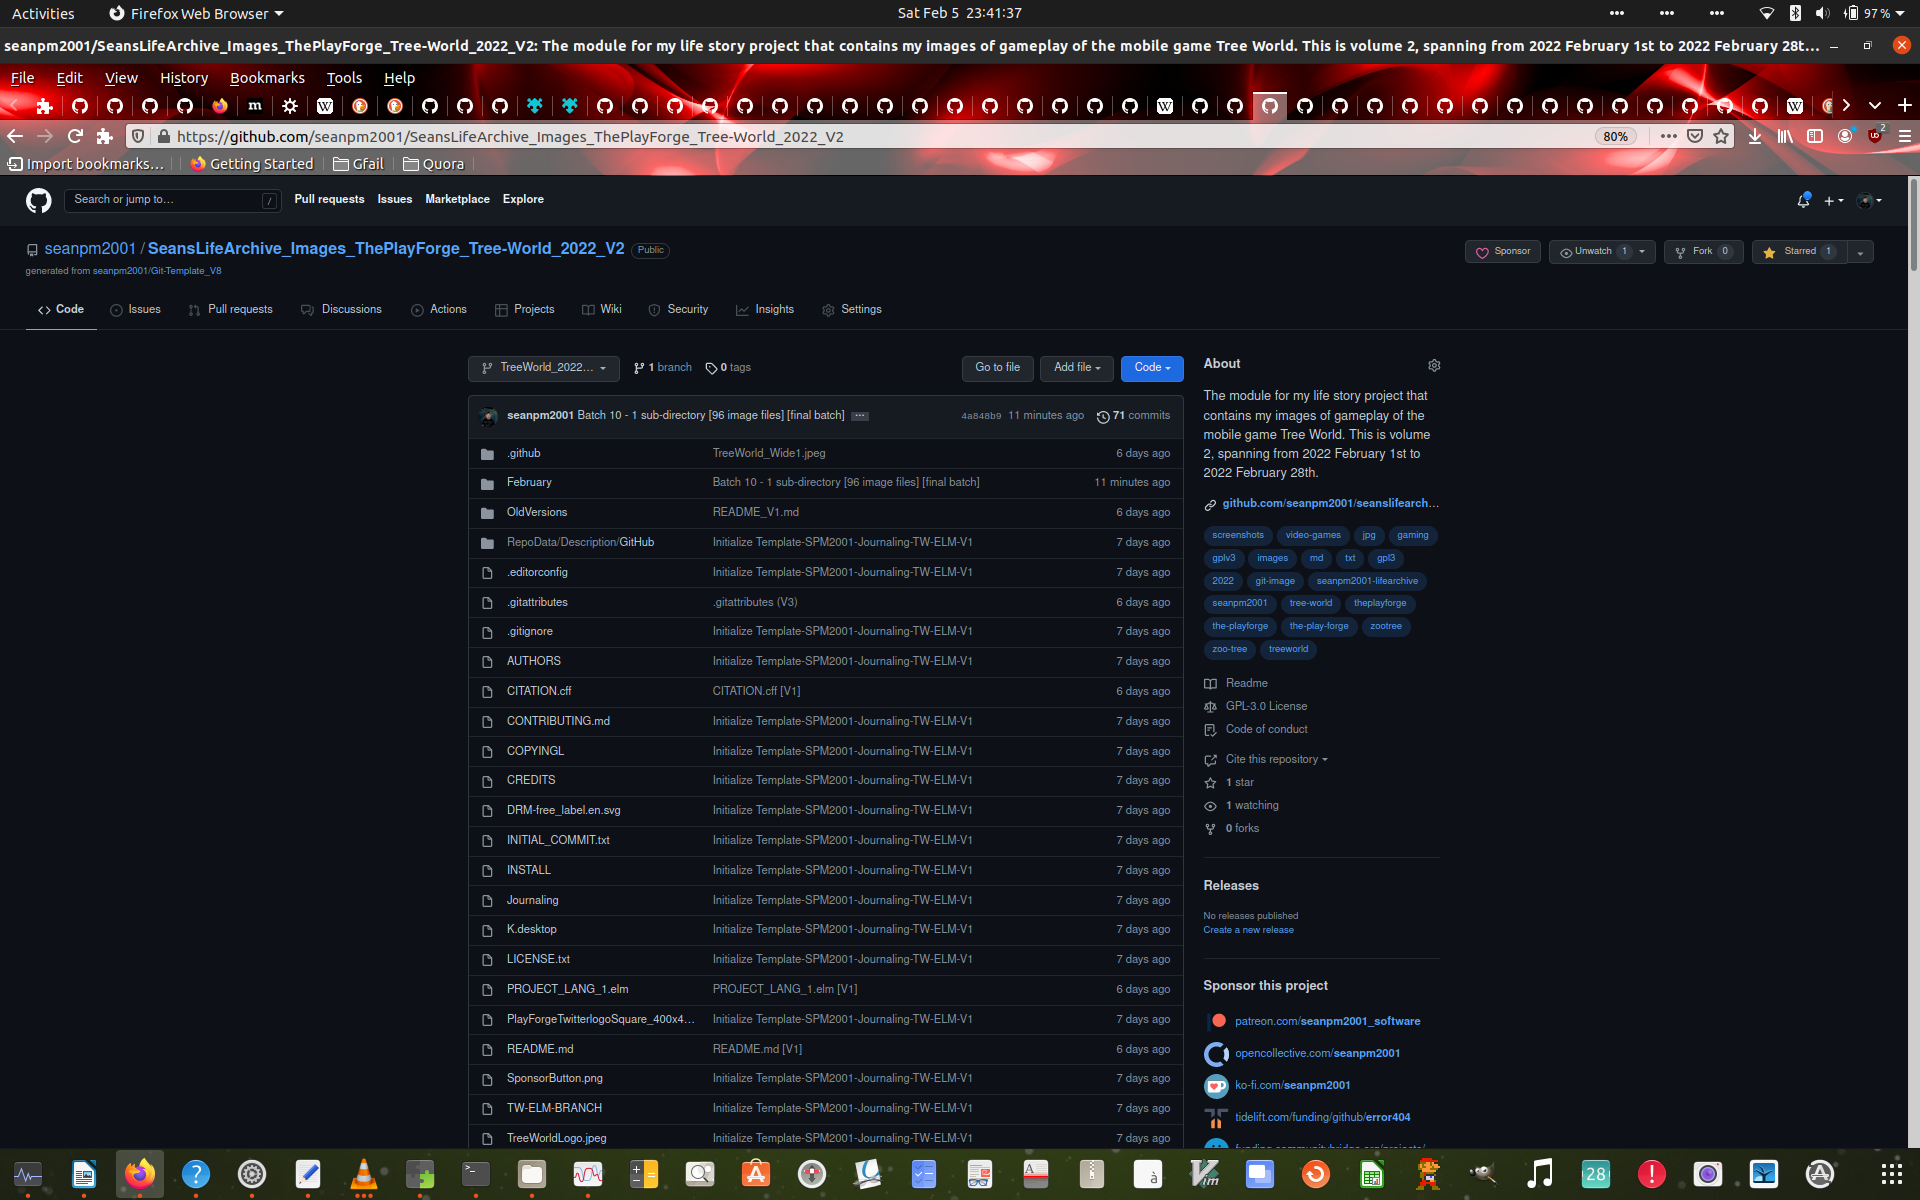 Activities Firefox Web Browser Sat Feb 5 23:41:37 97 %
seanpm2001/SeansLifeArchive_Images_ThePlayForge_Tree-World_2022_V2: The module for my life story project that contains my images of gameplay of the mobile game Tree World. This is volume 2, spanning from 2022 February 1st to 2022 February 28t...
File Edit View History Bookmarks Tools Help
https://github.com/seanpm2001/SeansLifeArchive_Images_ThePlayForge_Tree-World_2022_V2 80% 2
Import bookmarks... Getting Started Gfail Quora
Search or jump to... / Pull requests Issues Marketplace Explore
seanpm2001 / SeansLifeArchive_Images_ThePlayForge_Tree-World_2022_V2 Public Sponsor Unwatch 1 Fork 0 Starred 1
generated from seanpm2001/Git-Template_V8
Code Issues Pull requests Discussions Actions Projects Wiki Security Insights Settings
TreeWorld_2022... 1 branch 0 tags Go to file Add file Code
seanpm2001 Batch 10 - 1 sub-directory [96 image files] [final batch] ... 4a848b9 11 minutes ago 71 commits
.github TreeWorld_Wide1.jpeg 6 days ago
February Batch 10 - 1 sub-directory [96 image files] [final batch] 11 minutes ago
OldVersions README_V1.md 6 days ago
RepoData/Description/GitHub Initialize Template-SPM2001-Journaling-TW-ELM-V1 7 days ago
.editorconfig Initialize Template-SPM2001-Journaling-TW-ELM-V1 7 days ago
.gitattributes .gitattributes (V3) 6 days ago
.gitignore Initialize Template-SPM2001-Journaling-TW-ELM-V1 7 days ago
AUTHORS Initialize Template-SPM2001-Journaling-TW-ELM-V1 7 days ago
CITATION.cff CITATION.cff [V1] 6 days ago
CONTRIBUTING.md Initialize Template-SPM2001-Journaling-TW-ELM-V1 7 days ago
COPYINGL Initialize Template-SPM2001-Journaling-TW-ELM-V1 7 days ago
CREDITS Initialize Template-SPM2001-Journaling-TW-ELM-V1 7 days ago
DRM-free_label.en.svg Initialize Template-SPM2001-Journaling-TW-ELM-V1 7 days ago
INITIAL_COMMIT.txt Initialize Template-SPM2001-Journaling-TW-ELM-V1 7 days ago
INSTALL Initialize Template-SPM2001-Journaling-TW-ELM-V1 7 days ago
Journaling Initialize Template-SPM2001-Journaling-TW-ELM-V1 7 days ago
K.desktop Initialize Template-SPM2001-Journaling-TW-ELM-V1 7 days ago
LICENSE.txt Initialize Template-SPM2001-Journaling-TW-ELM-V1 7 days ago
PROJECT_LANG_1.elm PROJECT_LANG_1.elm [V1] 6 days ago
PlayForgeTwitterlogoSquare_400x4... Initialize Template-SPM2001-Journaling-TW-ELM-V1 7 days ago
README.md README.md [V1] 6 days ago
SponsorButton.png Initialize Template-SPM2001-Journaling-TW-ELM-V1 7 days ago
TW-ELM-BRANCH Initialize Template-SPM2001-Journaling-TW-ELM-V1 7 days ago
TreeWorldLogo.jpeg Initialize Template-SPM2001-Journaling-TW-ELM-V1 7 days ago
About
The module for my life story project that
contains my images of gameplay of the
mobile game Tree World. This is volume
2, spanning from 2022 February 1st to
2022 February 28th.
github.com/seanpm2001/seanslifearch...
screenshots video-games jpg gaming
gplv3 images md txt gpl3
2022 git-image seanpm2001-lifearchive
seanpm2001 tree-world theplayforge
the-playforge the-play-forge zootree
zoo-tree treeworld
Readme
GPL-3.0 License
Code of conduct
Cite this repository
1 star
1 watching
0 forks
Releases
No releases published
Create a new release
Sponsor this project
patreon.com/seanpm2001_software
opencollective.com/seanpm2001
ko-fi.com/seanpm2001
tidelift.com/funding/github/error404
28